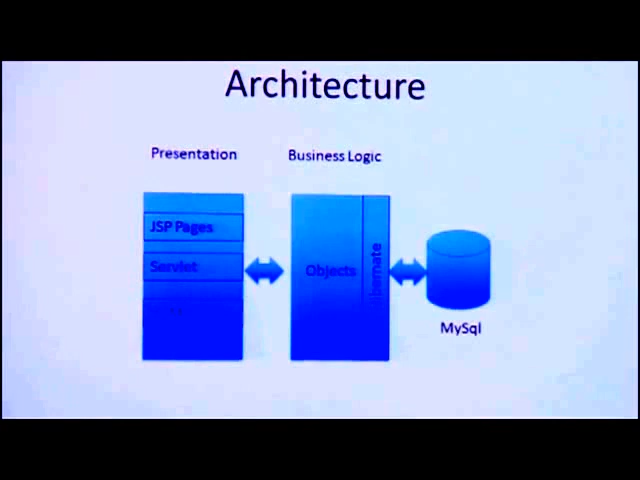 Architecture
Presentation
Business Logic
JSP Pages
Servlet
Objects
Hibernate
MySql